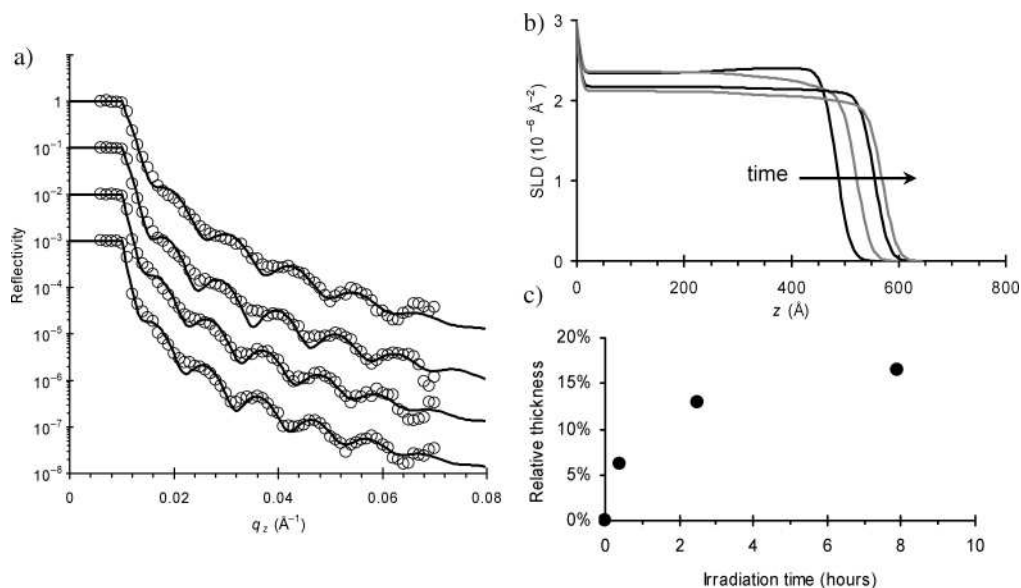 a)
Reflectivity
1
10⁻¹
10⁻²
10⁻³
10⁻⁴
10⁻⁵
10⁻⁶
10⁻⁷
10⁻⁸
0 0.02 0.04 0.06 0.08
q z (Å⁻¹)
b)
SLD (10⁻⁶ Å⁻²)
3
2
1
0
time
0 200 400 600 800
z (Å)
c)
Relative thickness
20%
15%
10%
5%
0%
0 2 4 6 8 10
Irradiation time (hours)